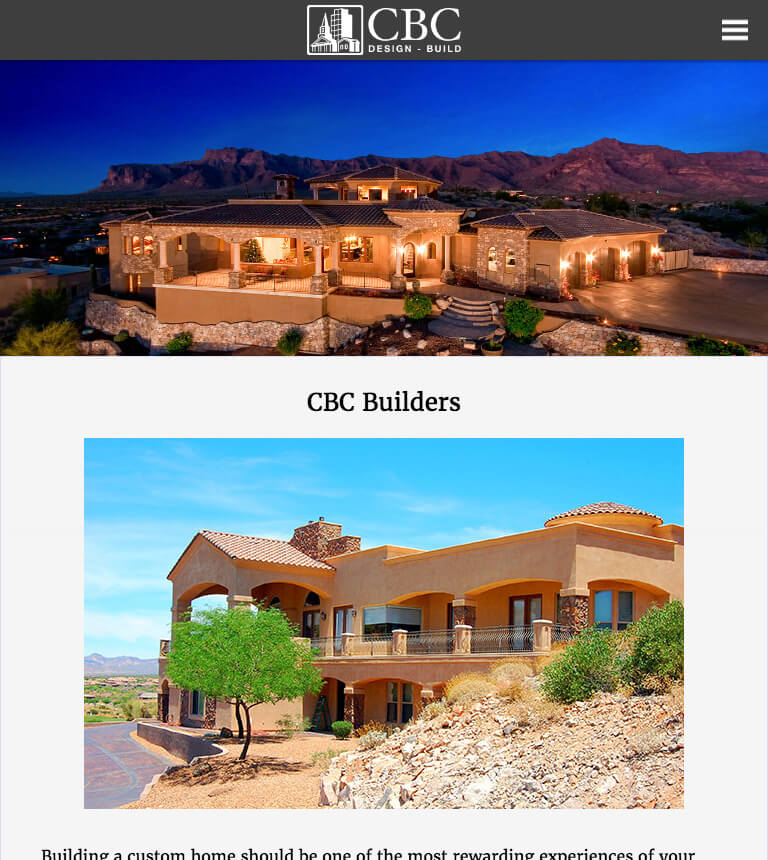 CBC
DESIGN - BUILD
CBC Builders
Building a custom home should be one of the most rewarding experiences of your